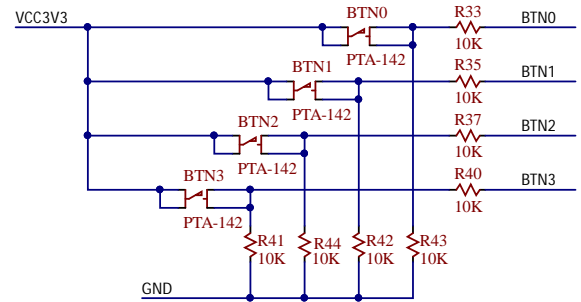 VCC3V3
BTN0
PTA-142
R33
10K
BTN0
BTN1
PTA-142
R35
10K
BTN1
BTN2
PTA-142
R37
10K
BTN2
BTN3
PTA-142
R40
10K
BTN3
R41
10K
R44
10K
R42
10K
R43
10K
GND